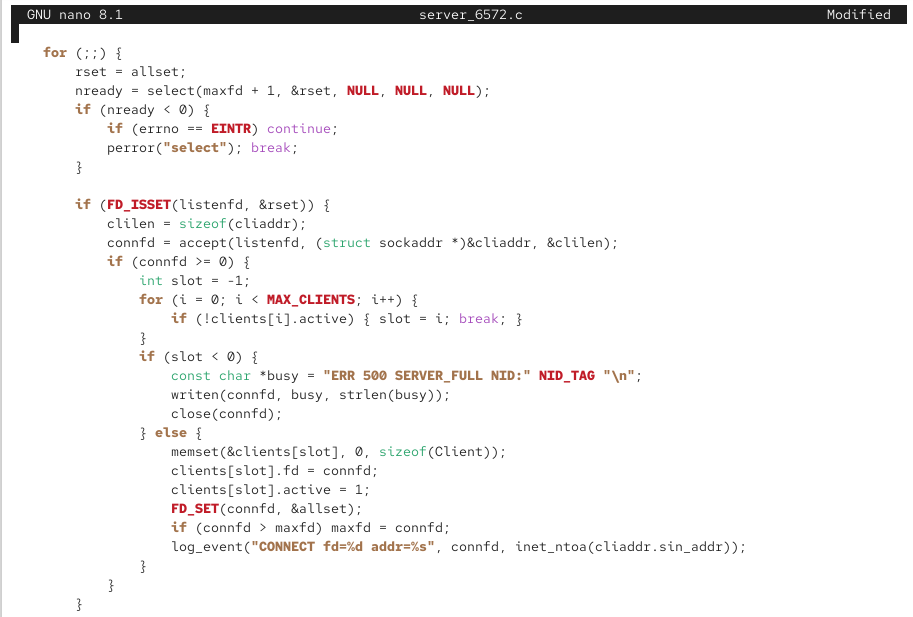 GNU nano 8.1 server_6572.c Modified
for (;;) {
rset = allset;
nready = select(maxfd + 1, &rset, NULL, NULL, NULL);
if (nready < 0) {
if (errno == EINTR) continue;
perror("select"); break;
}
if (FD_ISSET(listenfd, &rset)) {
clilen = sizeof(cliaddr);
connfd = accept(listenfd, (struct sockaddr *)&cliaddr, &clilen);
if (connfd >= 0) {
int slot = -1;
for (i = 0; i < MAX_CLIENTS; i++) {
if (!clients[i].active) { slot = i; break; }
}
if (slot < 0) {
const char *busy = "ERR 500 SERVER_FULL NID:" NID_TAG "\n";
writen(connfd, busy, strlen(busy));
close(connfd);
} else {
memset(&clients[slot], 0, sizeof(Client));
clients[slot].fd = connfd;
clients[slot].active = 1;
FD_SET(connfd, &allset);
if (connfd > maxfd) maxfd = connfd;
log_event("CONNECT fd=%d addr=%s", connfd, inet_ntoa(cliaddr.sin_addr));
}
}
}